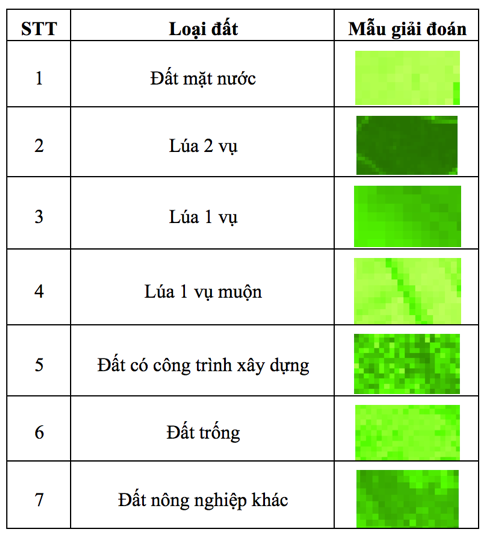 STT Loại đất Mẫu giải đoán
1 Đất mặt nước
2 Lúa 2 vụ
3 Lúa 1 vụ
4 Lúa 1 vụ muộn
5 Đất có công trình xây dựng
6 Đất trống
7 Đất nông nghiệp khác